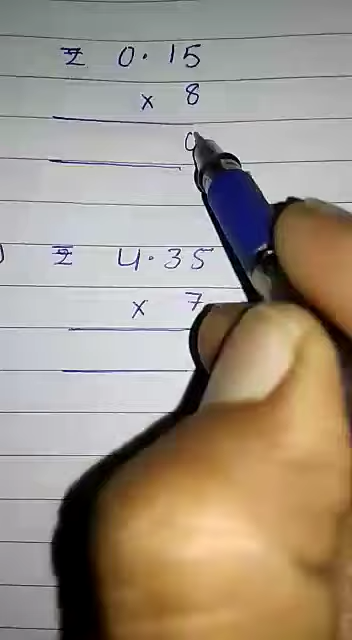 ₹ 0.15
x 8
0
) ₹ 4.35
x 7